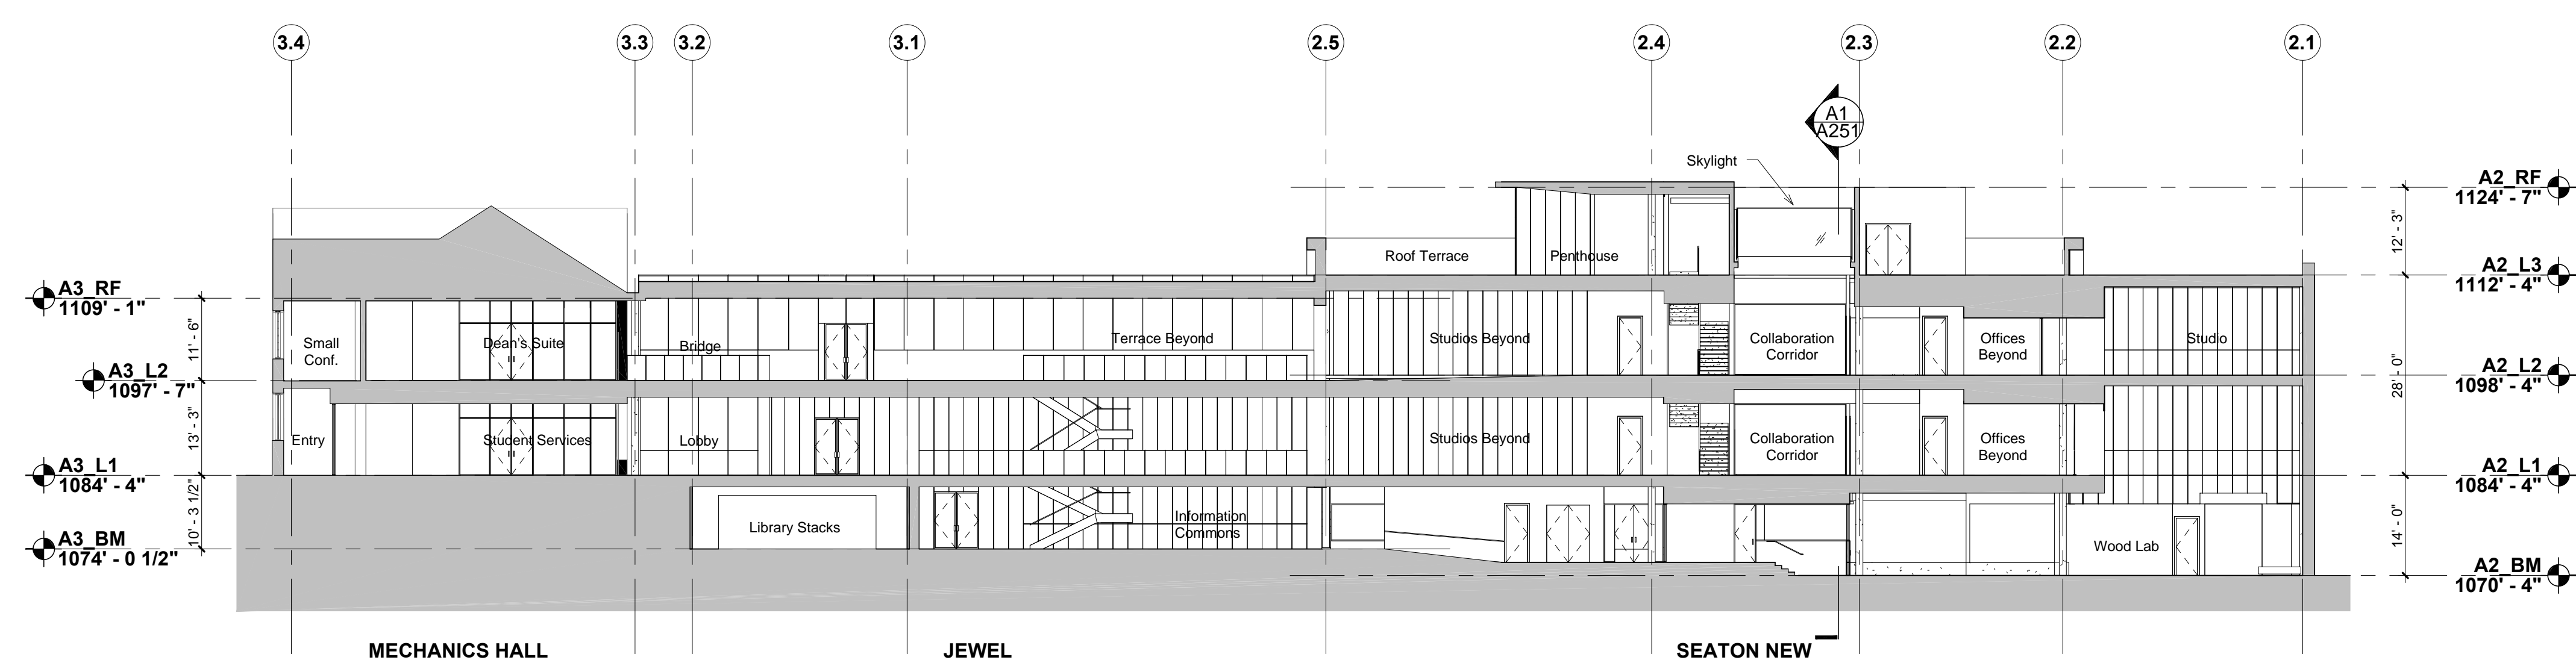 3.4
3.3
3.2
3.1
2.5
2.4
2.3
2.2
2.1
A1
A251
Skylight
A2_RF
1124' - 7"
12' - 3"
Roof Terrace
Penthouse
A2_L3
1112' - 4"
A3_RF
1109' - 1"
11' - 6"
Small
Conf.
Dean's Suite
Bridge
Terrace Beyond
Studios Beyond
Collaboration
Corridor
Offices
Beyond
Studio
A3_L2
1097' - 7"
A2_L2
1098' - 4"
28' - 0"
13' - 3"
Entry
Student Services
Lobby
Studios Beyond
Collaboration
Corridor
Offices
Beyond
A3_L1
1084' - 4"
A2_L1
1084' - 4"
10' - 3 1/2"
Library Stacks
Information
Commons
Wood Lab
14' - 0"
A3_BM
1074' - 0 1/2"
A2_BM
1070' - 4"
MECHANICS HALL
JEWEL
SEATON NEW